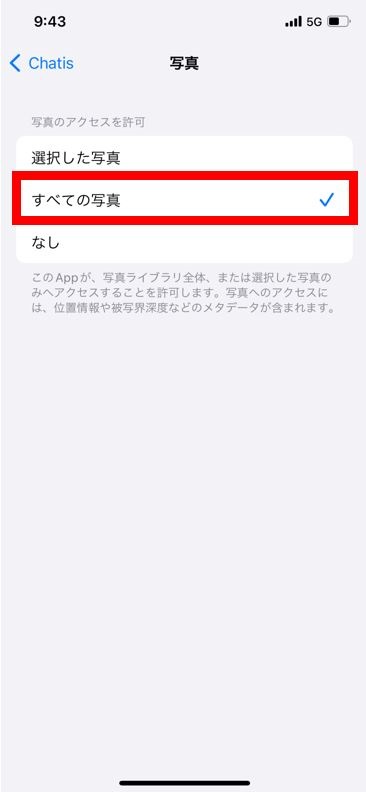 9:43
5G
Chatis
写真
写真のアクセスを許可
選択した写真
すべての写真
なし
このAppが、写真ライブラリ全体、または選択した写真の
みへアクセスすることを許可します。写真へのアクセスに
は、位置情報や被写界深度などのメタデータが含まれます。